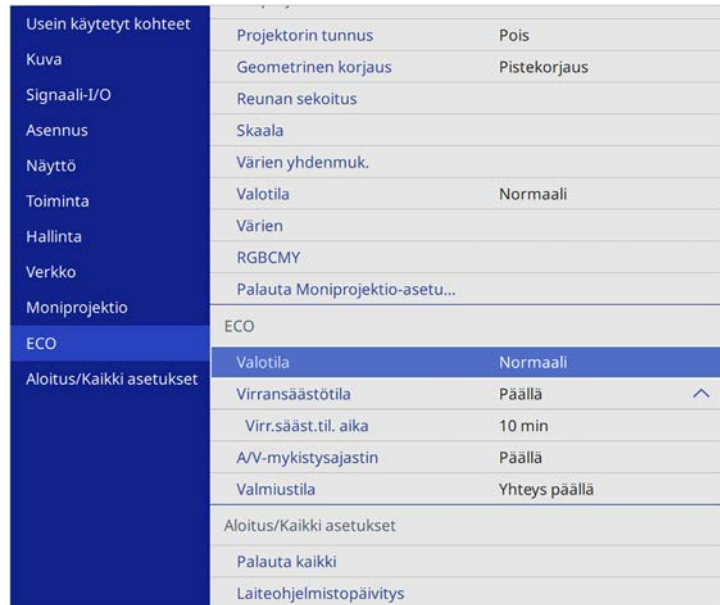 Usein käytetyt kohteet
Kuva
Signaali-I/O
Asennus
Näyttö
Toiminta
Hallinta
Verkko
Moniprojektio
ECO
Aloitus/Kaikki asetukset
Projektorin tunnus Pois
Geometrinen korjaus Pistekorjaus
Reunan sekoitus
Skaala
Värien yhdenmuk.
Valotila Normaali
Värien
RGBCMY
Palauta Moniprojektio-asetu...
ECO
Valotila Normaali
Virransäästötila Päällä
Virr.sääst.til. aika 10 min
A/V-mykistysajastin Päällä
Valmiustila Yhteys päällä
Aloitus/Kaikki asetukset
Palauta kaikki
Laiteohjelmistopäivitys